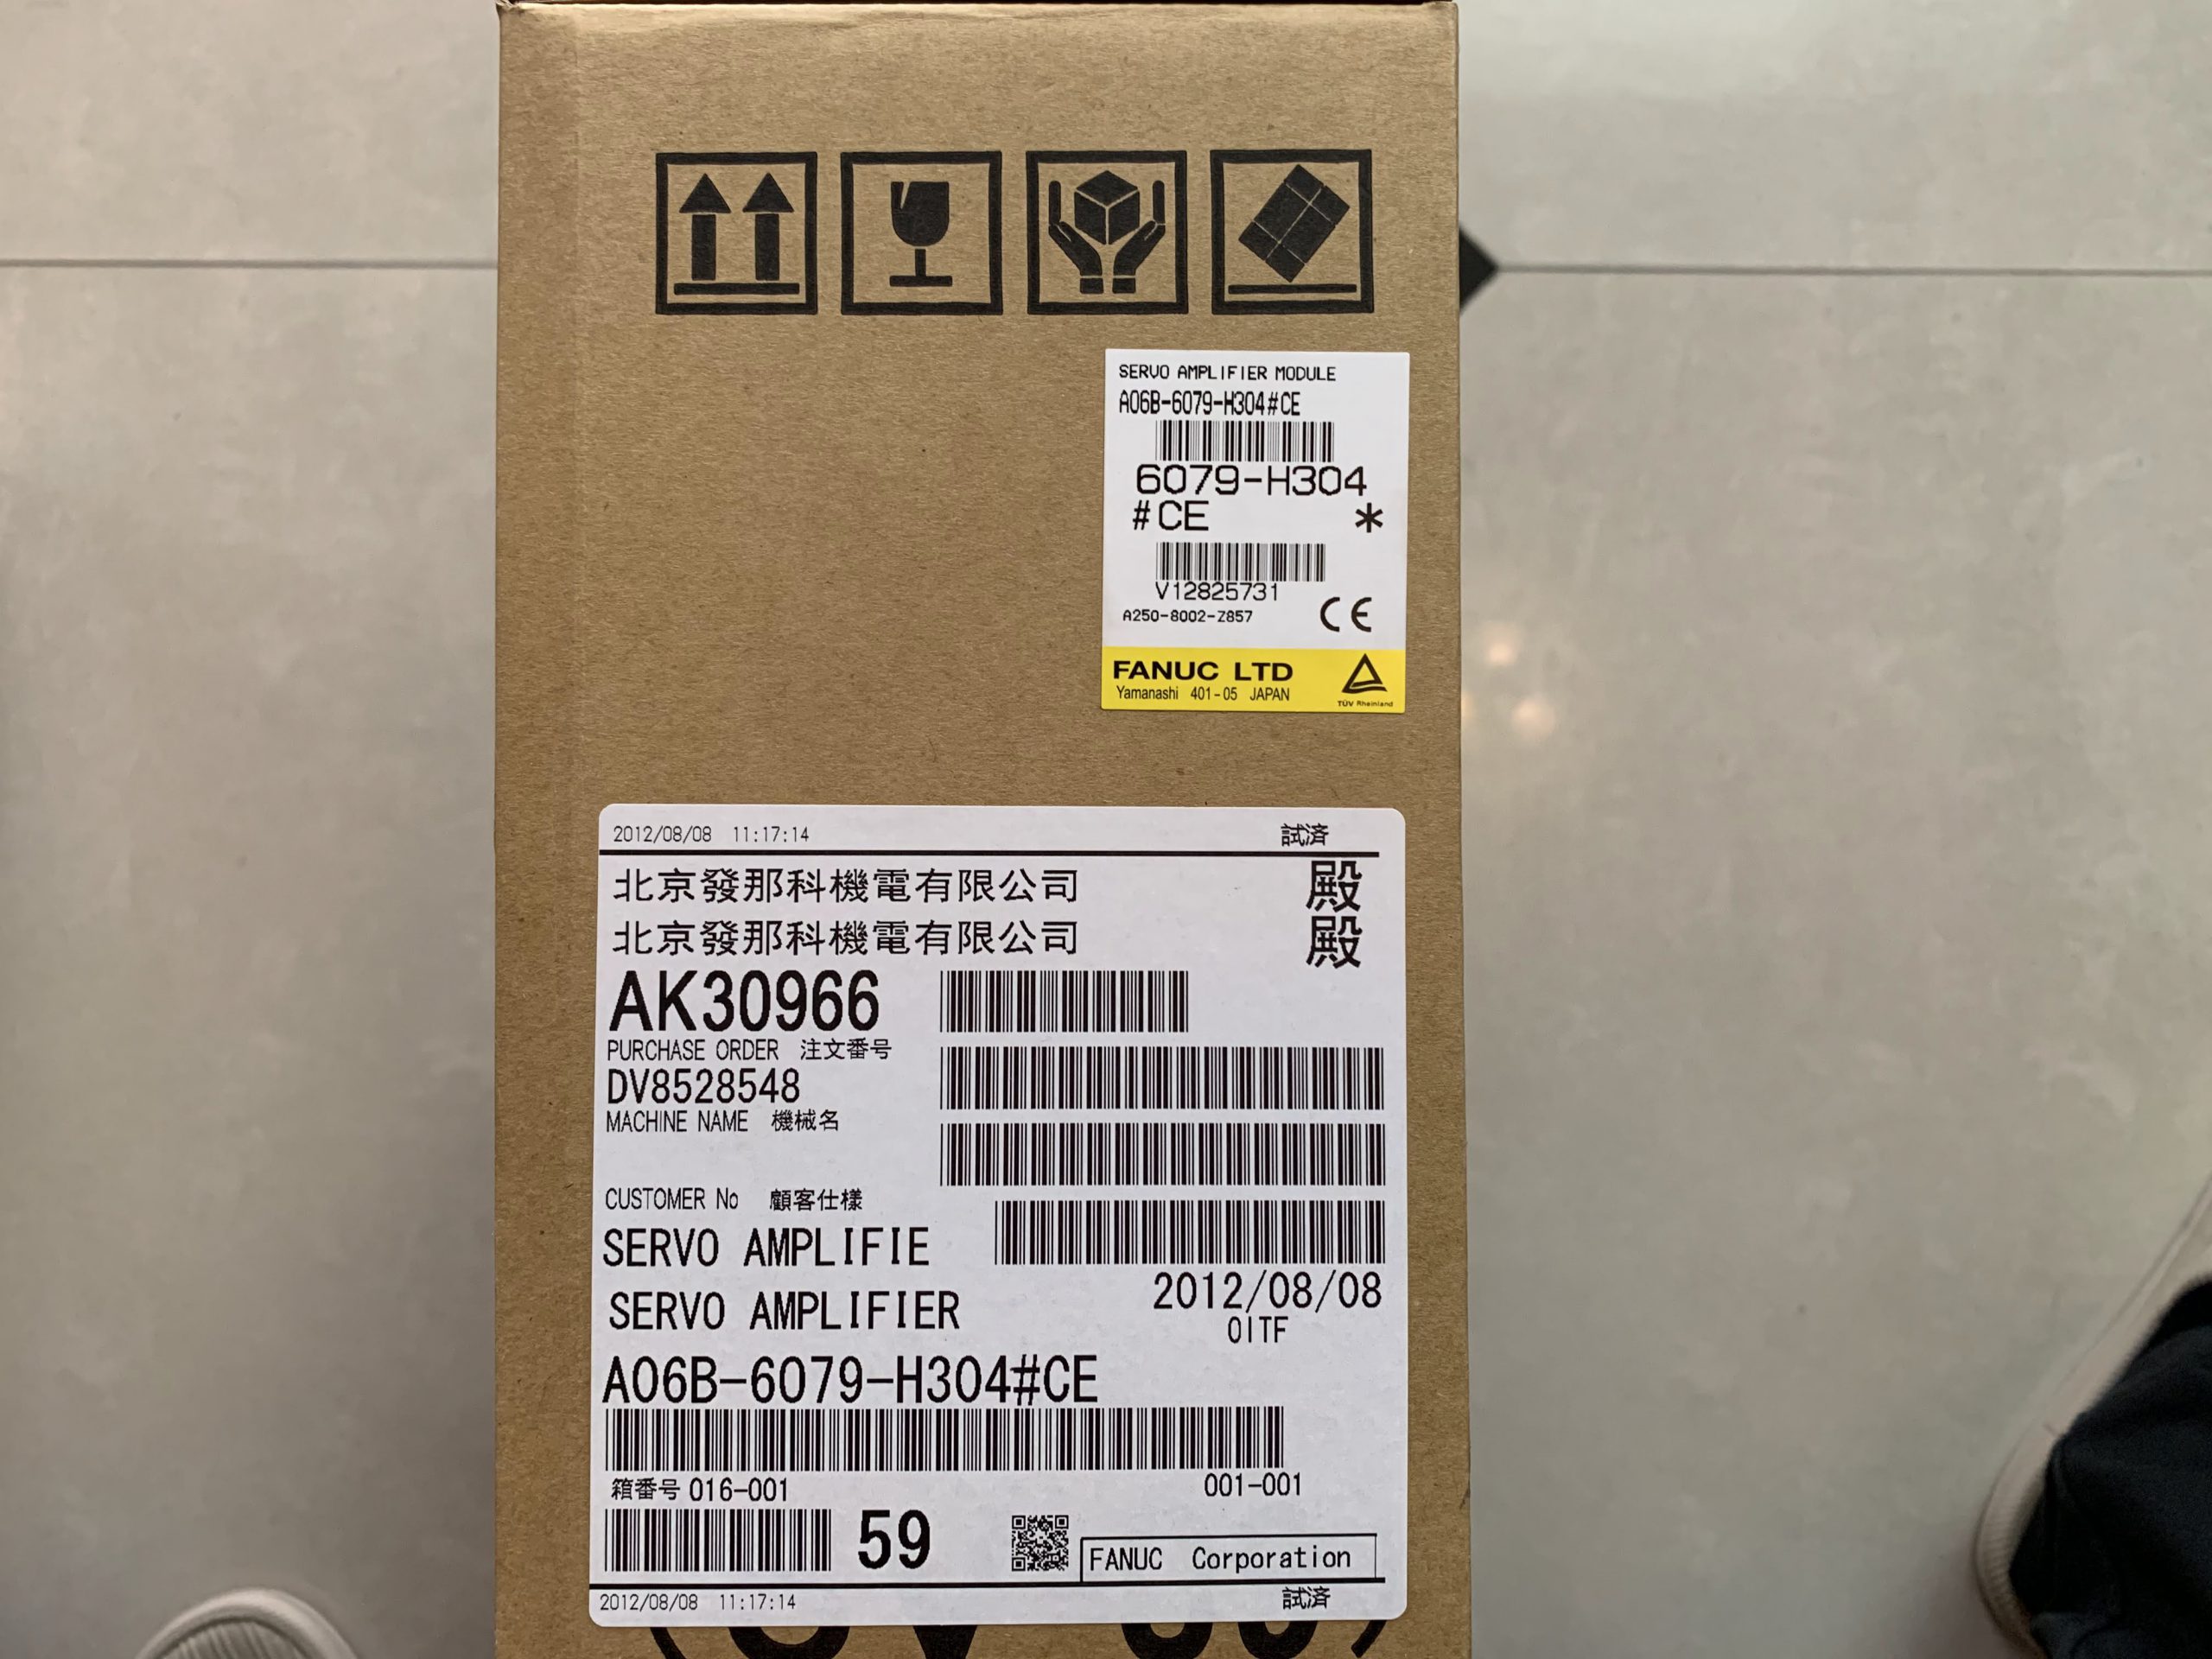 SERVO AMPLIFIER MODULE
A06B-6079-H304#CE
6079-H304
#CE *
V12825731
A250-8002-Z857
CE
FANUC LTD
Yamanashi 401-05 JAPAN
TÜV Rheinland
2012/08/08 11:17:14 試済
北京發那科機電有限公司 殿
北京發那科機電有限公司 殿
AK30966
PURCHASE ORDER 注文番号
DV8528548
MACHINE NAME 機械名
CUSTOMER No 顧客仕様
SERVO AMPLIFIE
2012/08/08
SERVO AMPLIFIER
OITF
A06B-6079-H304#CE
箱番号 016-001 001-001
59
FANUC Corporation
2012/08/08 11:17:14 試済